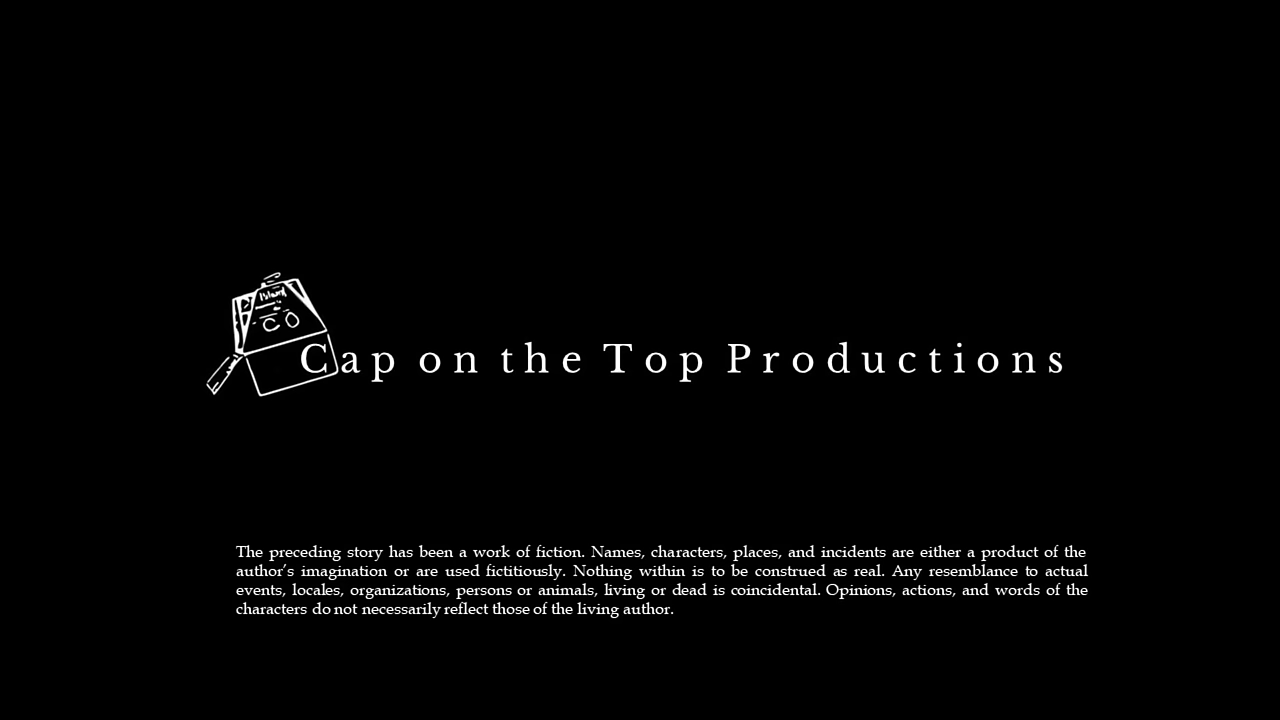 Island
CO
Cap on the Top Productions
The preceding story has been a work of fiction. Names, characters, places, and incidents are either a product of the
author’s imagination or are used fictitiously. Nothing within is to be construed as real. Any resemblance to actual
events, locales, organizations, persons or animals, living or dead is coincidental. Opinions, actions, and words of the
characters do not necessarily reflect those of the living author.